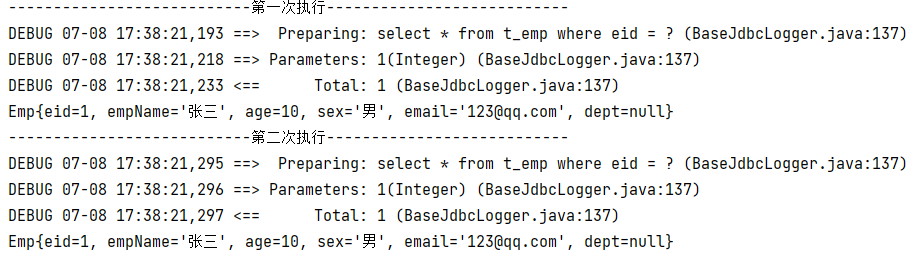 ---------------------------第一次执行---------------------------
DEBUG 07-08 17:38:21,193 ==>  Preparing: select * from t_emp where eid = ? (BaseJdbcLogger.java:137)
DEBUG 07-08 17:38:21,218 ==> Parameters: 1(Integer) (BaseJdbcLogger.java:137)
DEBUG 07-08 17:38:21,233 <==      Total: 1 (BaseJdbcLogger.java:137)
Emp{eid=1, empName='张三', age=10, sex='男', email='123@qq.com', dept=null}
---------------------------第二次执行---------------------------
DEBUG 07-08 17:38:21,295 ==>  Preparing: select * from t_emp where eid = ? (BaseJdbcLogger.java:137)
DEBUG 07-08 17:38:21,296 ==> Parameters: 1(Integer) (BaseJdbcLogger.java:137)
DEBUG 07-08 17:38:21,297 <==      Total: 1 (BaseJdbcLogger.java:137)
Emp{eid=1, empName='张三', age=10, sex='男', email='123@qq.com', dept=null}